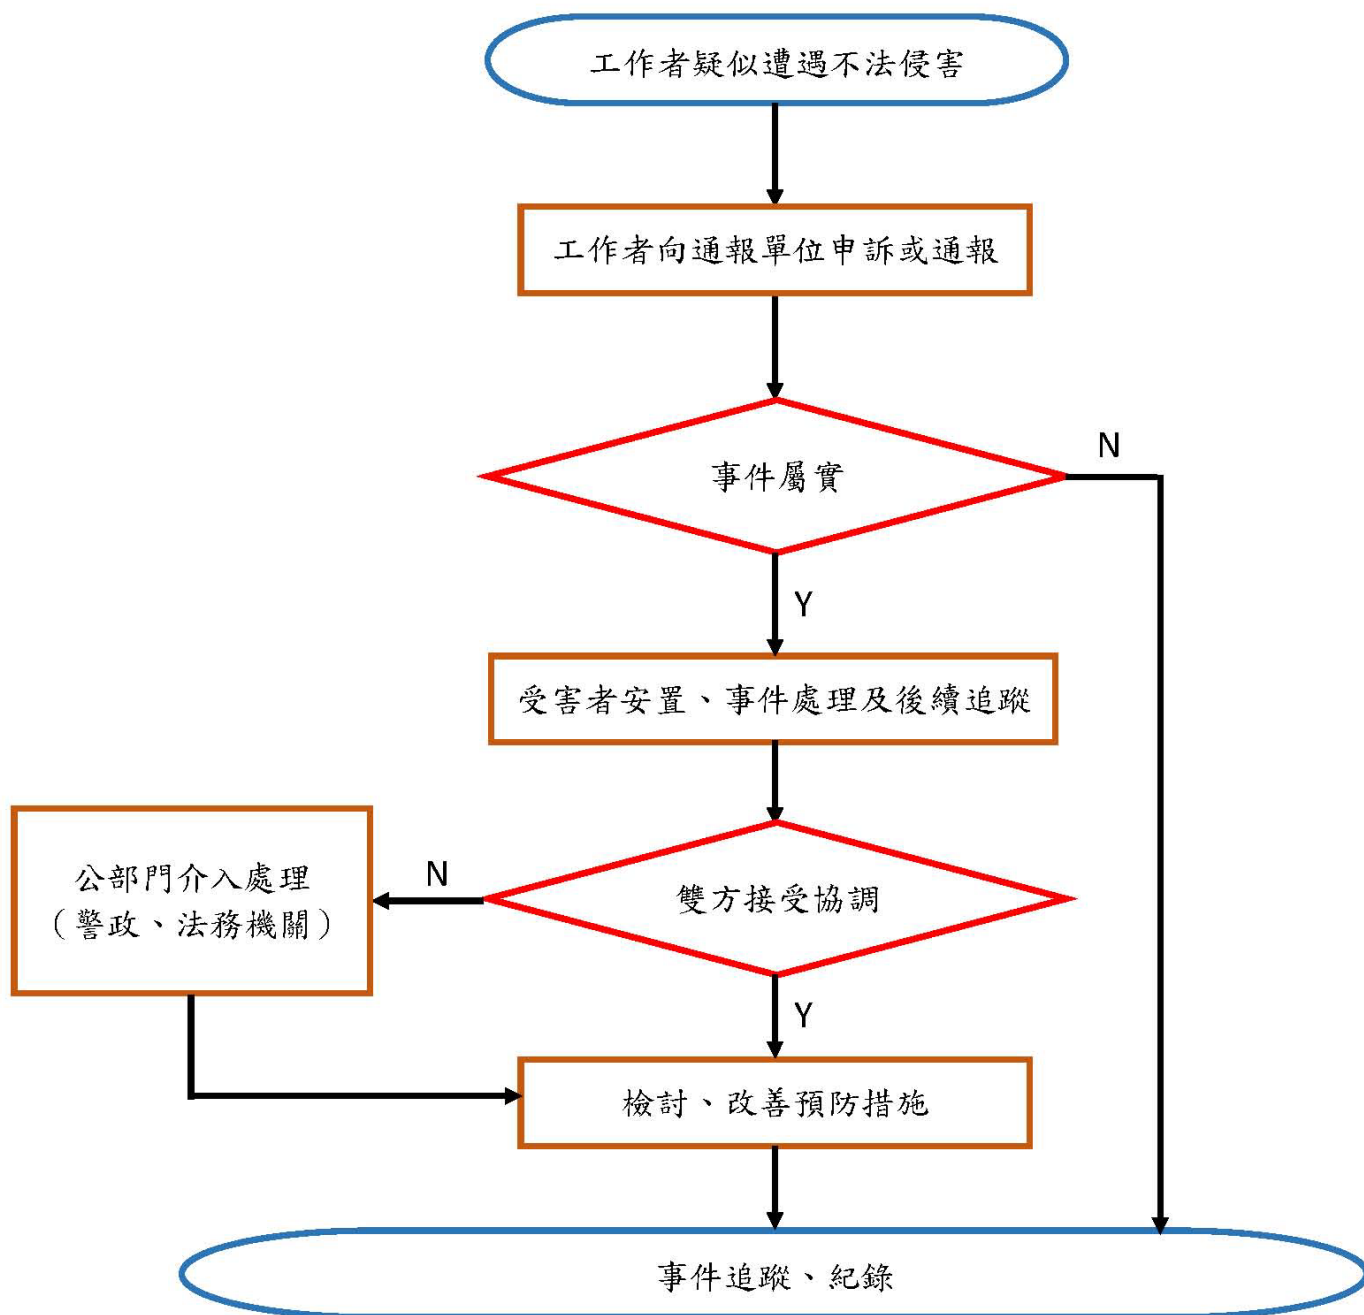 工作者疑似遭遇不法侵害
工作者向通報單位申訴或通報
事件屬實
N
Y
受害者安置、事件處理及後續追蹤
雙方接受協調
N
公部門介入處理
（警政、法務機關）
Y
檢討、改善預防措施
事件追蹤、紀錄